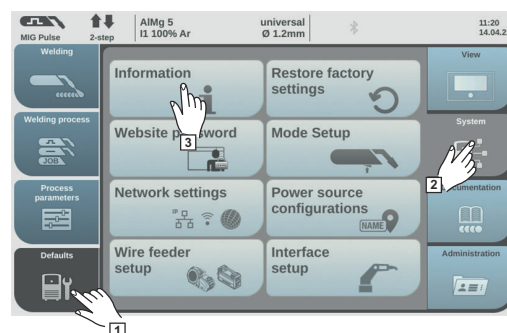 MIG Pulse
2-step
AlMg 5
I1 100% Ar
universal
Ø 1.2mm
11:20
14.04.2
Welding
Welding process
JOB
Process
parameters
Defaults
1
Information
3
Restore factory
settings
Website password
Mode Setup
Network settings
IP
Power source
configurations
NAME
Wire feeder
setup
Interface
setup
View
System
2
Documentation
Administration